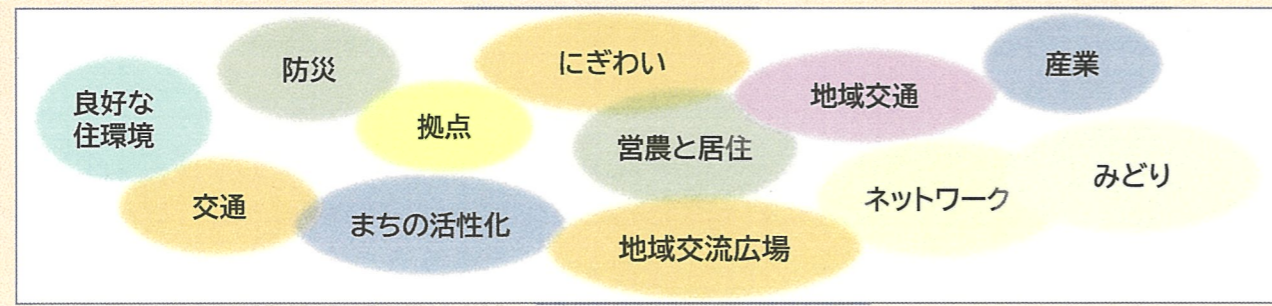 良好な
住環境
防災
にぎわい
産業
拠点
地域交通
営農と居住
交通
まちの活性化
地域交流広場
ネットワーク
みどり